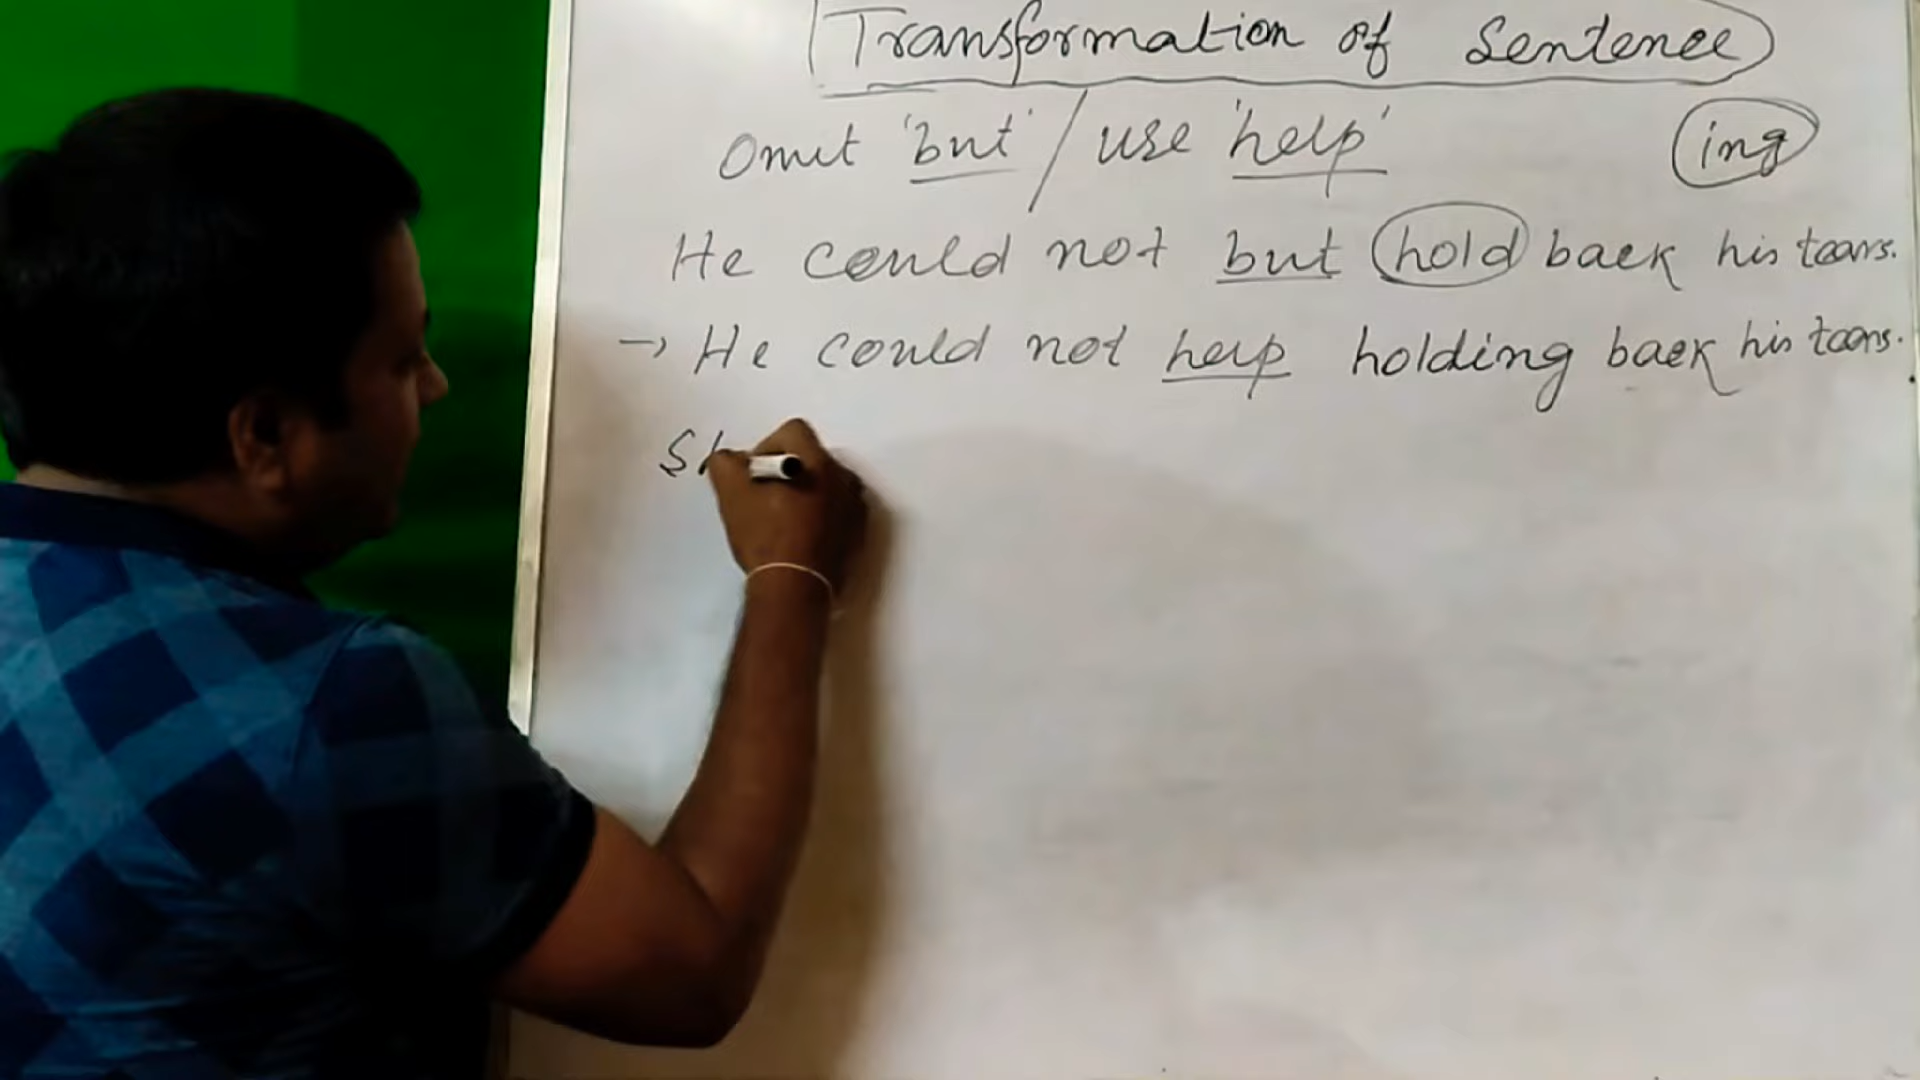 Transformation of Sentence
Omit 'but' / use 'help' ing
He could not but hold back his tears.
→ He could not help holding back his tears.
Sh